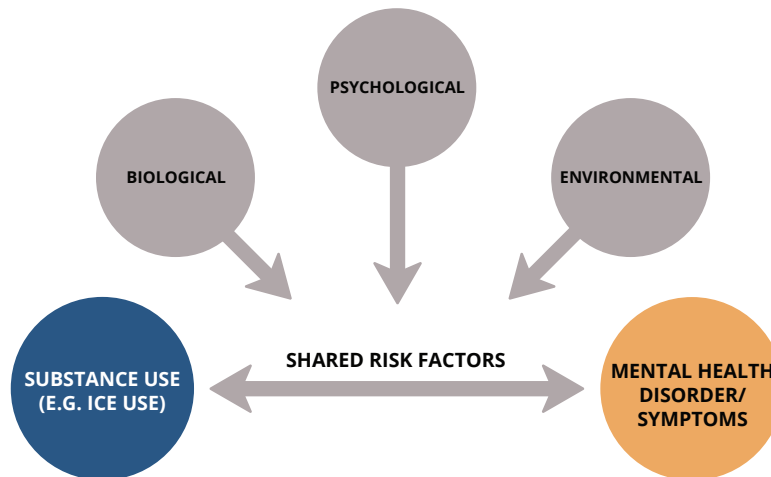 PSYCHOLOGICAL
BIOLOGICAL
ENVIRONMENTAL
SHARED RISK FACTORS
SUBSTANCE USE
(E.G. ICE USE)
MENTAL HEALTH
DISORDER/
SYMPTOMS